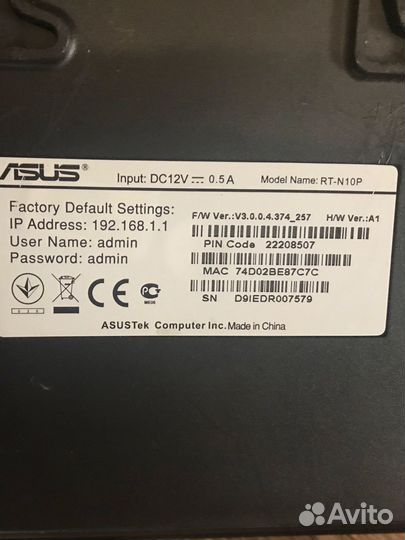 ASUS® Input: DC12V 0.5A Model Name: RT-N10P
Factory Default Settings: F/W Ver.:V3.0.0.4.374_257 H/W Ver.:A1
IP Address: 192.168.1.1
User Name: admin PIN Code 22208507
Password: admin
MAC 74D02BE87C7C
SN D9IEDR007579
ASUSTek Computer Inc. Made in China
Avito